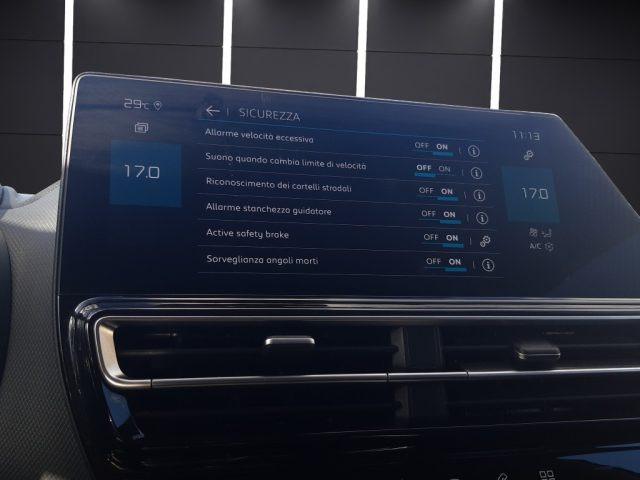 29°C
SICUREZZA
11:13
Allarme velocità eccessiva OFF ON
Suono quando cambia limite di velocità OFF ON
Riconoscimento dei cartelli stradali OFF ON
Allarme stanchezza guidatore OFF ON
Active safety brake OFF ON
Sorveglianza angoli morti OFF ON
17.0
17.0
A/C